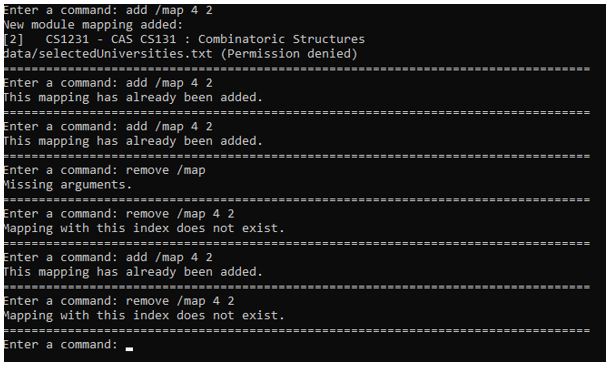 Enter a command: add /map 4 2
New module mapping added:
[2]   CS1231 - CAS CS131 : Combinatoric Structures
data/selectedUniversities.txt (Permission denied)
================================================================================
Enter a command: add /map 4 2
This mapping has already been added.
================================================================================
Enter a command: add /map 4 2
This mapping has already been added.
================================================================================
Enter a command: remove /map
Missing arguments.
================================================================================
Enter a command: remove /map 4 2
Mapping with this index does not exist.
================================================================================
Enter a command: add /map 4 2
This mapping has already been added.
================================================================================
Enter a command: remove /map 4 2
Mapping with this index does not exist.
================================================================================
Enter a command: